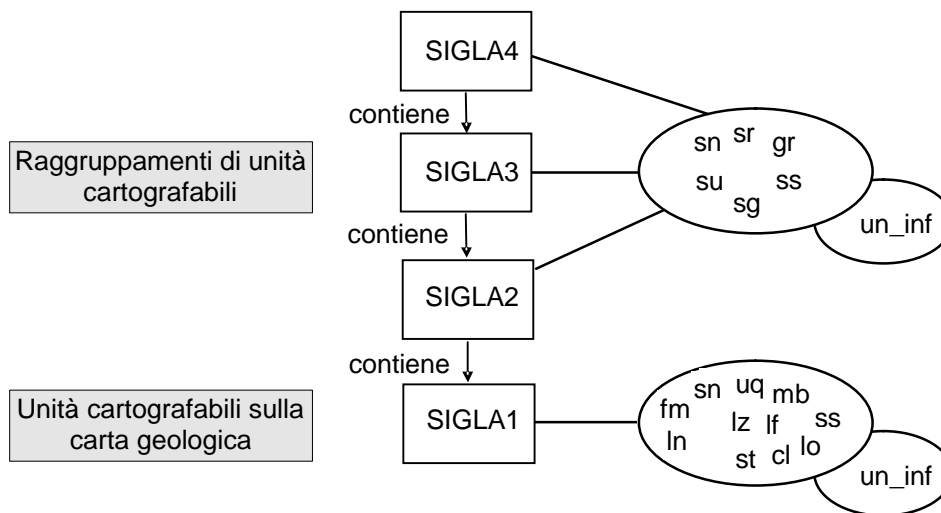 SIGLA4
contiene
sn sr gr
Raggruppamenti di unità
cartografabili
SIGLA3
su ss
sg
un_inf
contiene
SIGLA2
contiene
Unità cartografabili sulla
carta geologica
SIGLA1
sn uq mb
fm
lz lf ss
ln
st cl lo
un_inf